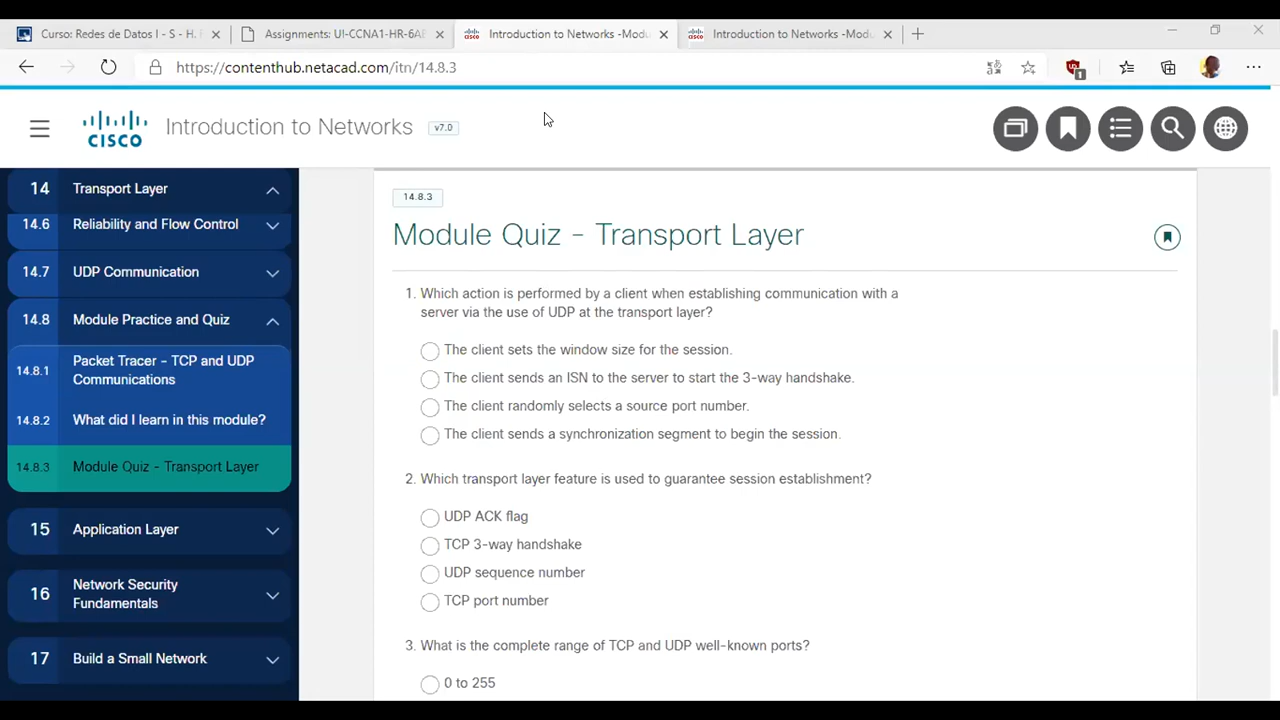 Curso: Redes de Datos I - S - H.
Assignments: UI-CCNA1-HR-6AE
Introduction to Networks -Modu
Introduction to Networks -Modu
https://contenthub.netacad.com/itn/14.8.3
1
CISCO
Introduction to Networks
v7.0
14 Transport Layer
14.6 Reliability and Flow Control
14.7 UDP Communication
14.8 Module Practice and Quiz
14.8.1 Packet Tracer - TCP and UDP
Communications
14.8.2 What did I learn in this module?
14.8.3 Module Quiz - Transport Layer
15 Application Layer
16 Network Security
Fundamentals
17 Build a Small Network
14.8.3
Module Quiz - Transport Layer
1. Which action is performed by a client when establishing communication with a
server via the use of UDP at the transport layer?
The client sets the window size for the session.
The client sends an ISN to the server to start the 3-way handshake.
The client randomly selects a source port number.
The client sends a synchronization segment to begin the session.
2. Which transport layer feature is used to guarantee session establishment?
UDP ACK flag
TCP 3-way handshake
UDP sequence number
TCP port number
3. What is the complete range of TCP and UDP well-known ports?
0 to 255